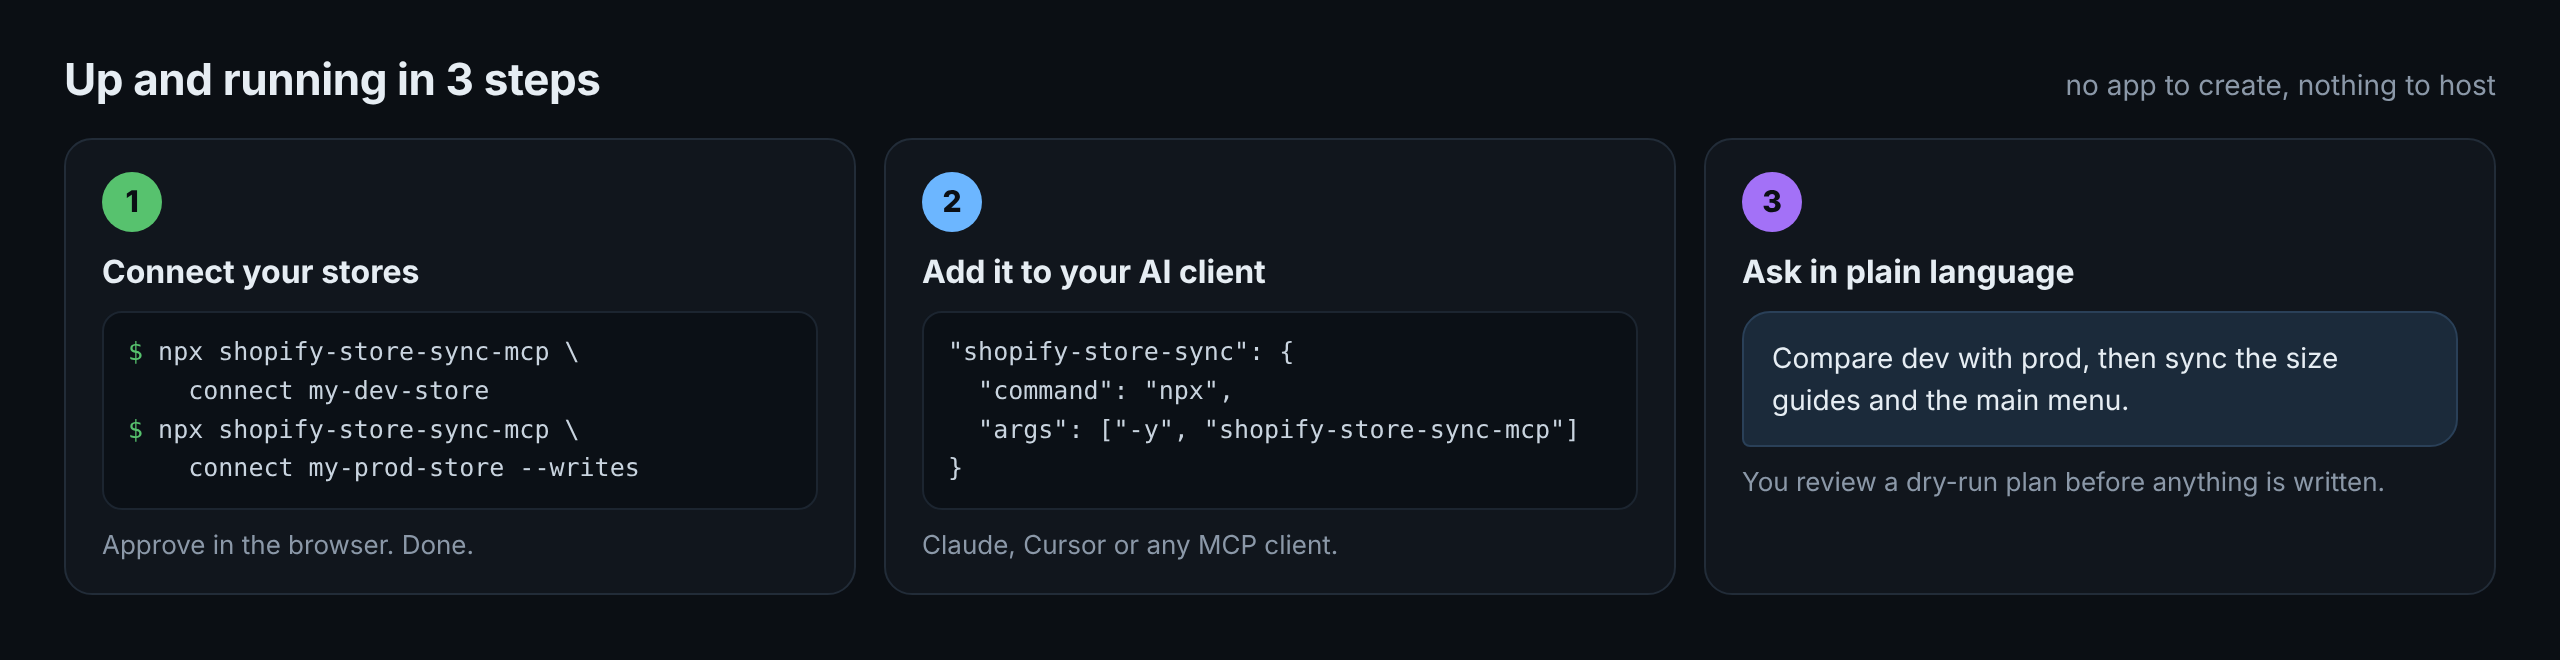 Up and running in 3 steps
no app to create, nothing to host
1
Connect your stores
$ npx shopify-store-sync-mcp \
    connect my-dev-store
$ npx shopify-store-sync-mcp \
    connect my-prod-store --writes
Approve in the browser. Done.
2
Add it to your AI client
"shopify-store-sync": {
  "command": "npx",
  "args": ["-y", "shopify-store-sync-mcp"]
}
Claude, Cursor or any MCP client.
3
Ask in plain language
Compare dev with prod, then sync the size
guides and the main menu.
You review a dry-run plan before anything is written.